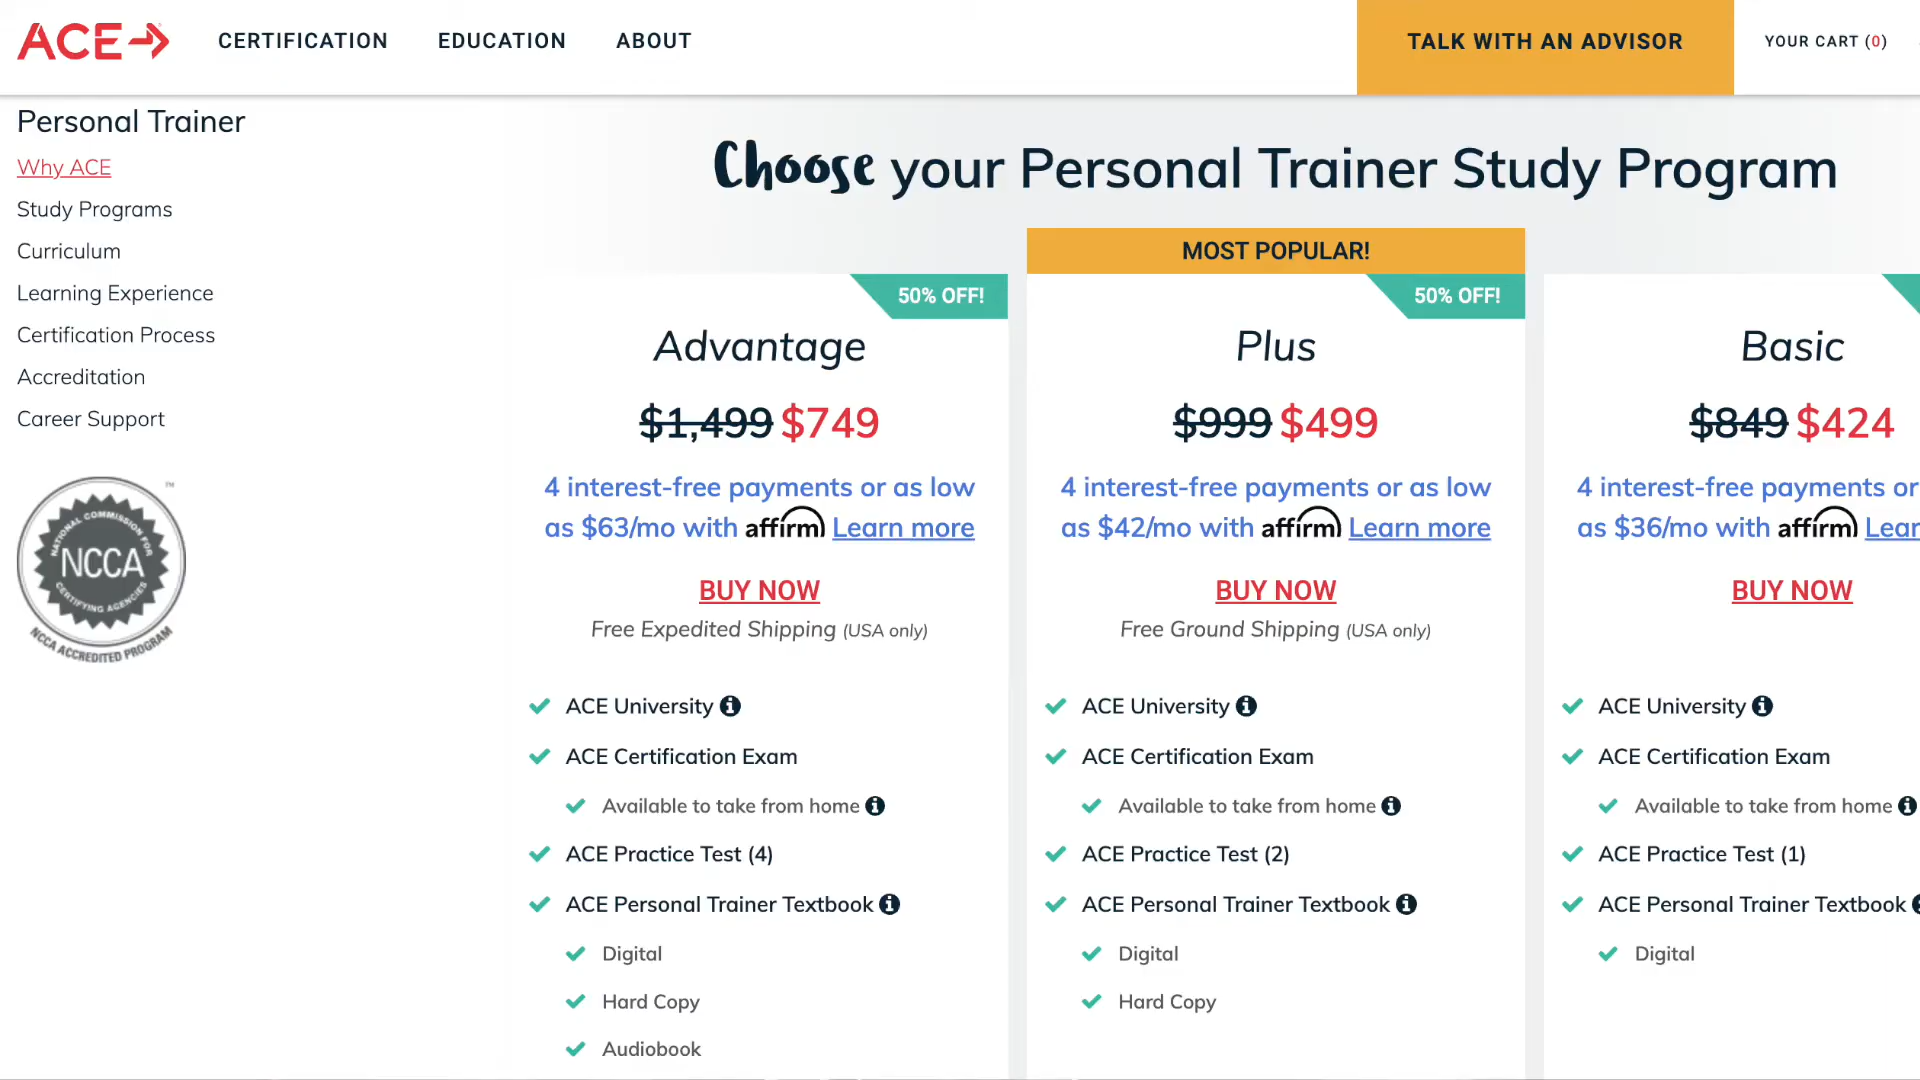 ACE
CERTIFICATION
EDUCATION
ABOUT
TALK WITH AN ADVISOR
YOUR CART (0)
Personal Trainer
Why ACE
Study Programs
Curriculum
Learning Experience
Certification Process
Accreditation
Career Support
NATIONAL COMMISSION FOR
NCCA
CERTIFYING AGENCIES
NCCA ACCREDITED PROGRAM
TM
Choose your Personal Trainer Study Program
50% OFF!
Advantage
$1,499 $749
4 interest-free payments or as low
as $63/mo with affirm Learn more
BUY NOW
Free Expedited Shipping (USA only)
ACE University
ACE Certification Exam
Available to take from home
ACE Practice Test (4)
ACE Personal Trainer Textbook
Digital
Hard Copy
Audiobook
MOST POPULAR!
50% OFF!
Plus
$999 $499
4 interest-free payments or as low
as $42/mo with affirm Learn more
BUY NOW
Free Ground Shipping (USA only)
ACE University
ACE Certification Exam
Available to take from home
ACE Practice Test (2)
ACE Personal Trainer Textbook
Digital
Hard Copy
Basic
$849 $424
4 interest-free payments or
as $36/mo with affirm Lear
BUY NOW
ACE University
ACE Certification Exam
Available to take from home
ACE Practice Test (1)
ACE Personal Trainer Textbook
Digital